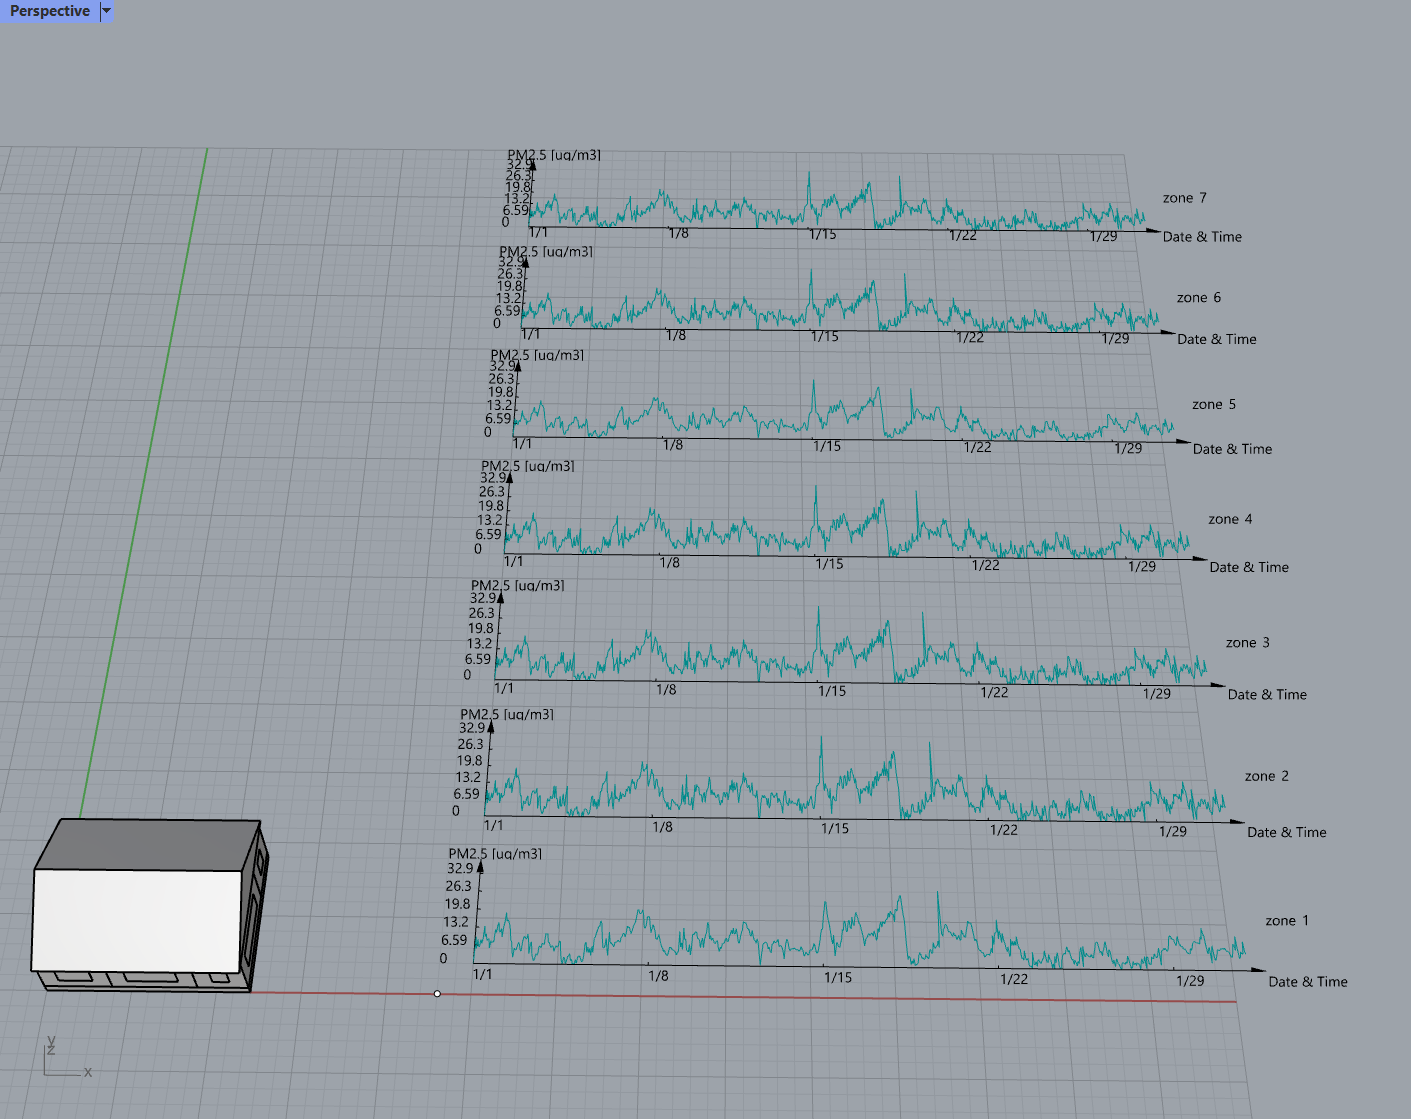 Perspective
PM2.5 [ug/m3]
32.9
26.3
19.8
13.2
6.59
0
1/1 1/8 1/15 1/22 1/29
zone 7
Date & Time
PM2.5 [ug/m3]
32.9
26.3
19.8
13.2
6.59
0
1/1 1/8 1/15 1/22 1/29
zone 6
Date & Time
PM2.5 [ug/m3]
32.9
26.3
19.8
13.2
6.59
0
1/1 1/8 1/15 1/22 1/29
zone 5
Date & Time
PM2.5 [ug/m3]
32.9
26.3
19.8
13.2
6.59
0
1/1 1/8 1/15 1/22 1/29
zone 4
Date & Time
PM2.5 [ug/m3]
32.9
26.3
19.8
13.2
6.59
0
1/1 1/8 1/15 1/22 1/29
zone 3
Date & Time
PM2.5 [ug/m3]
32.9
26.3
19.8
13.2
6.59
0
1/1 1/8 1/15 1/22 1/29
zone 2
Date & Time
PM2.5 [ug/m3]
32.9
26.3
19.8
13.2
6.59
0
1/1 1/8 1/15 1/22 1/29
zone 1
Date & Time
y
z
x